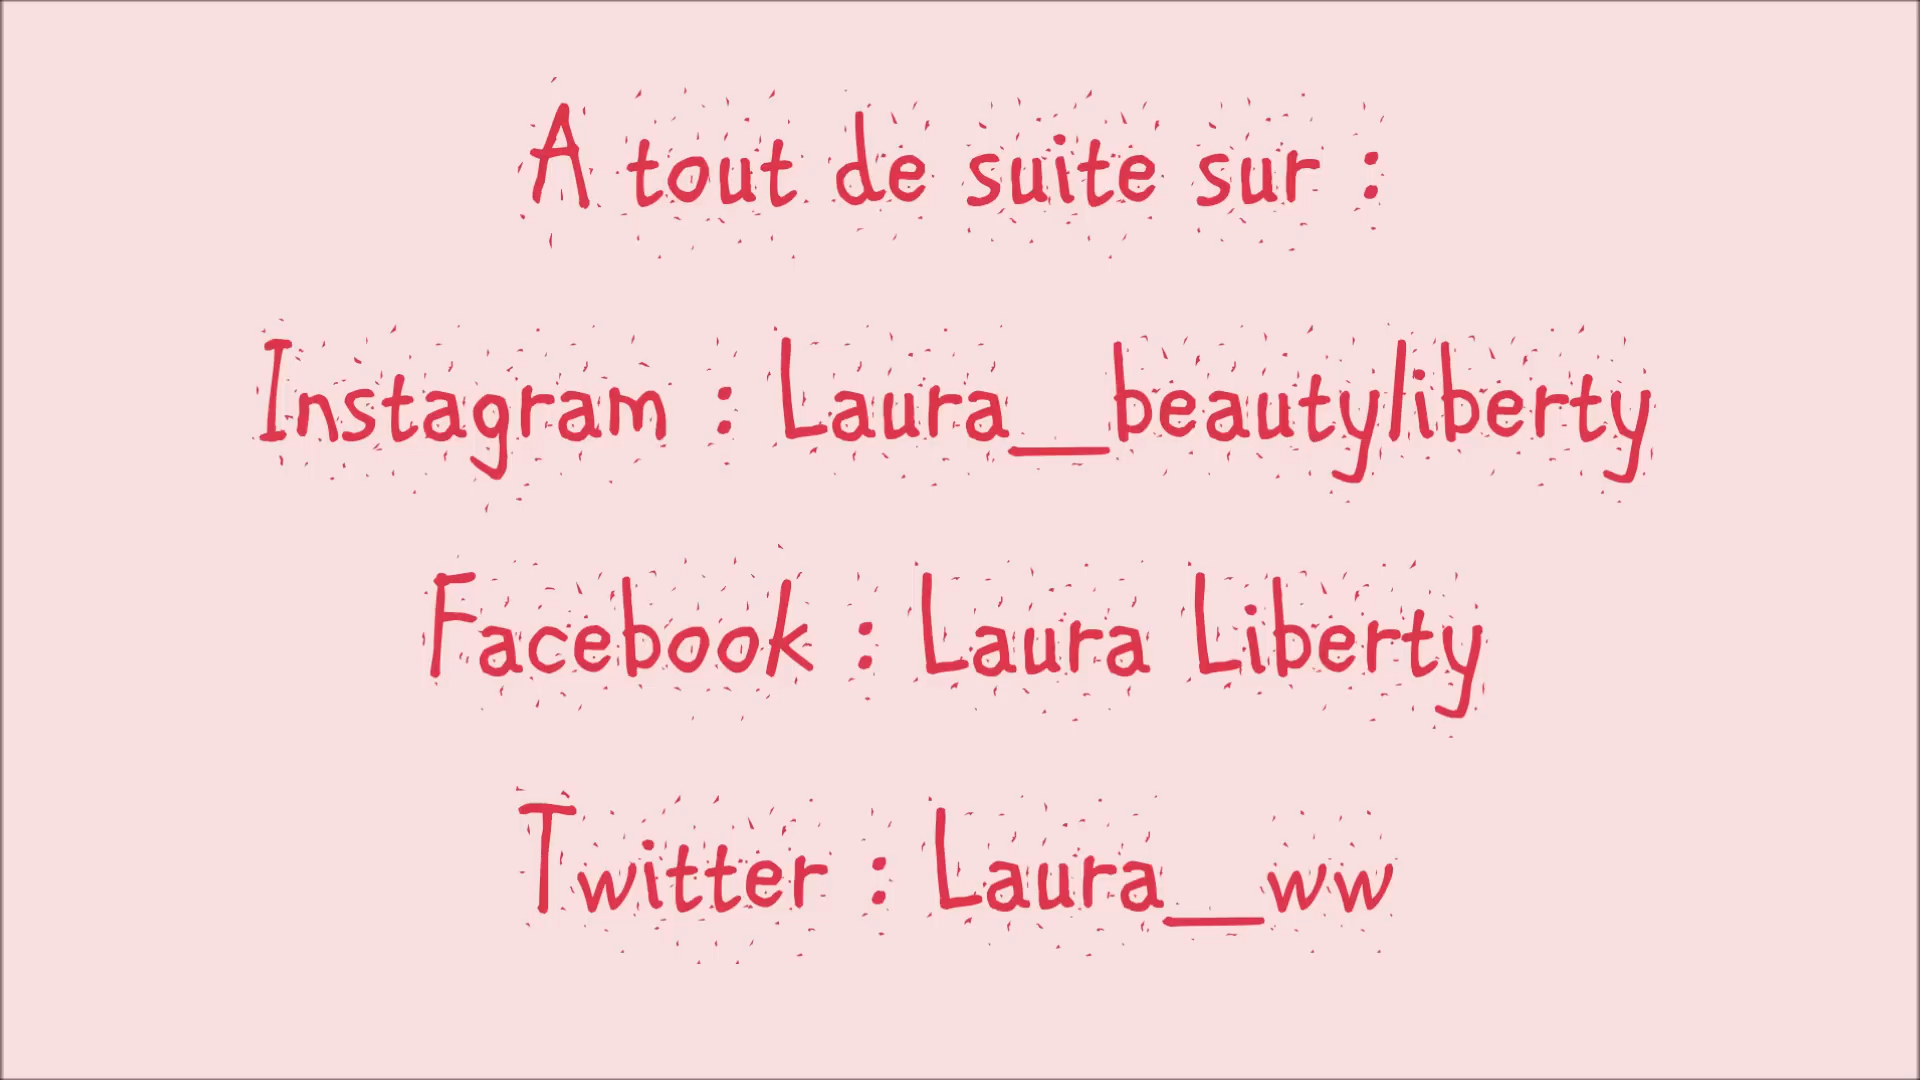 A tout de suite sur :
Instagram : Laura__beautyliberty
Facebook : Laura Liberty
Twitter : Laura__ww